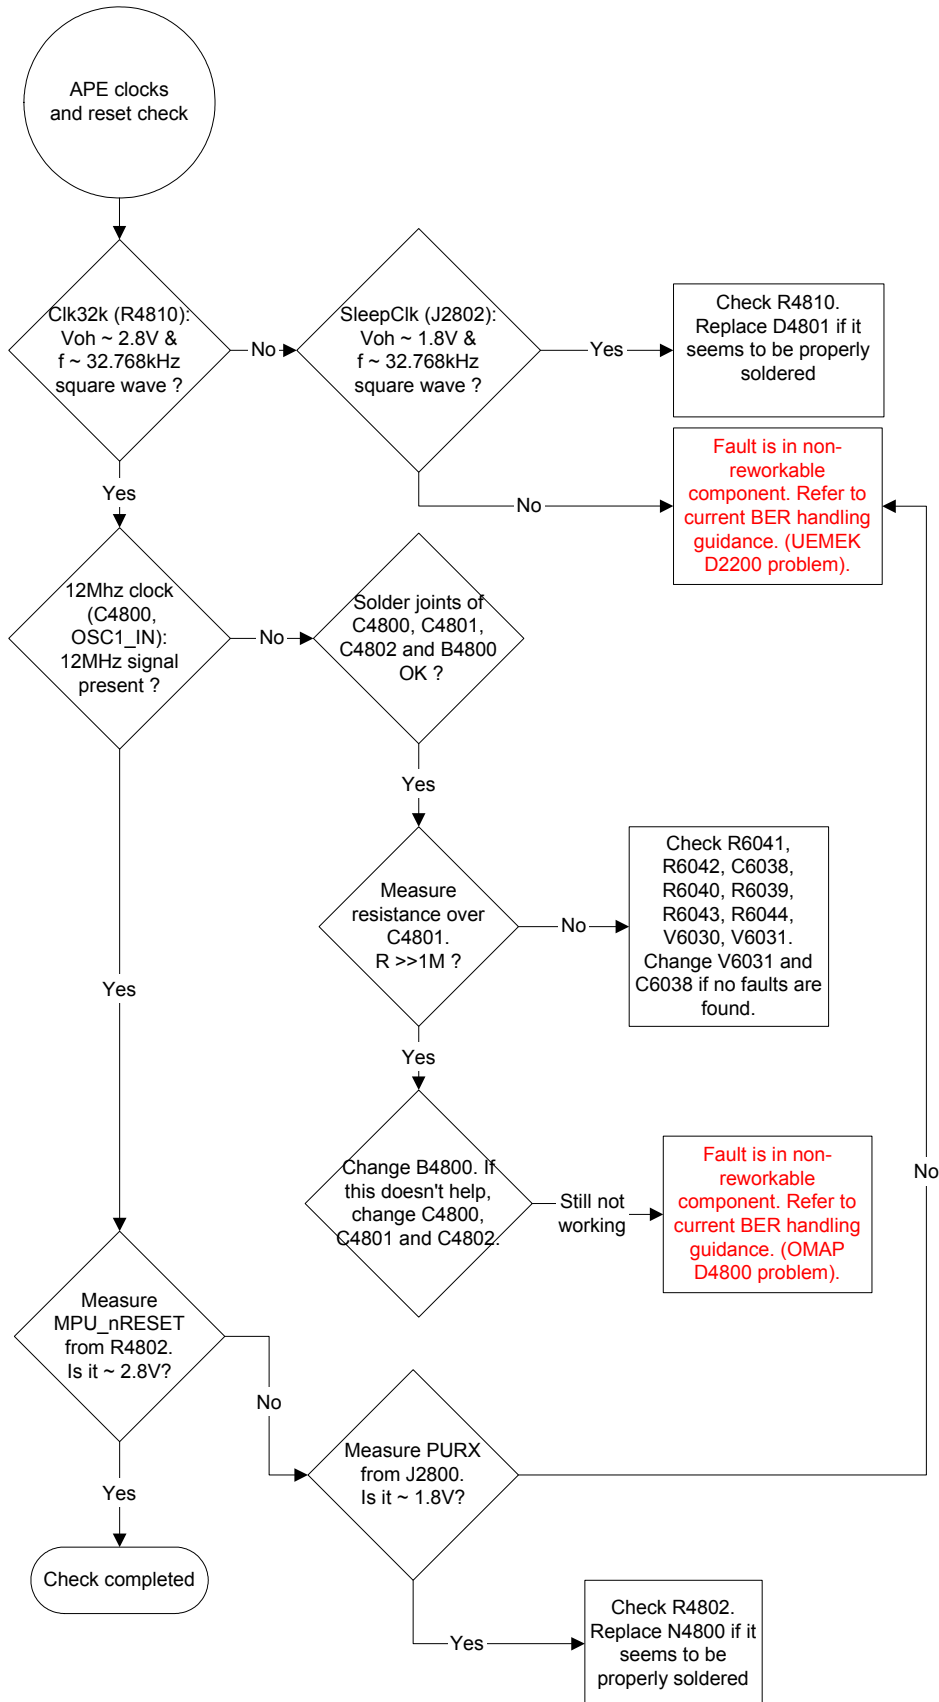 APE clocks
and reset check
Clk32k (R4810):
Voh ~ 2.8V &
f ~ 32.768kHz
square wave ?
No
SleepClk (J2802):
Voh ~ 1.8V &
f ~ 32.768kHz
square wave ?
Yes
Check R4810.
Replace D4801 if it
seems to be properly
soldered
No
Fault is in non-
reworkable
component. Refer to
current BER handling
guidance. (UEMEK
D2200 problem).
Yes
12Mhz clock
(C4800,
OSC1_IN):
12MHz signal
present ?
No
Solder joints of
C4800, C4801,
C4802 and B4800
OK ?
Yes
Measure
resistance over
C4801.
R >>1M ?
No
Check R6041,
R6042, C6038,
R6040, R6039,
R6043, R6044,
V6030, V6031.
Change V6031 and
C6038 if no faults are
found.
Yes
Yes
Change B4800. If
this doesn't help,
change C4800,
C4801 and C4802.
Still not
working
Fault is in non-
reworkable
component. Refer to
current BER handling
guidance. (OMAP
D4800 problem).
No
Measure
MPU_nRESET
from R4802.
Is it ~ 2.8V?
No
Measure PURX
from J2800.
Is it ~ 1.8V?
Yes
Check completed
Yes
Check R4802.
Replace N4800 if it
seems to be
properly soldered